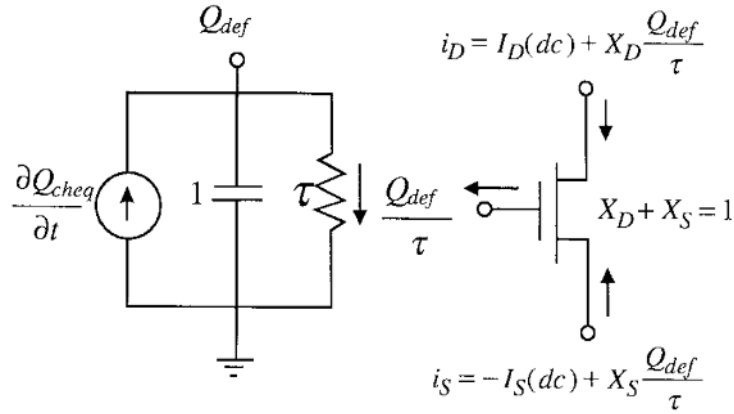 Q_def
∂Q_cheq/∂t
1
τ
Q_def/τ
i_D = I_D(dc) + X_D Q_def/τ
X_D + X_S = 1
i_S = -I_S(dc) + X_S Q_def/τ